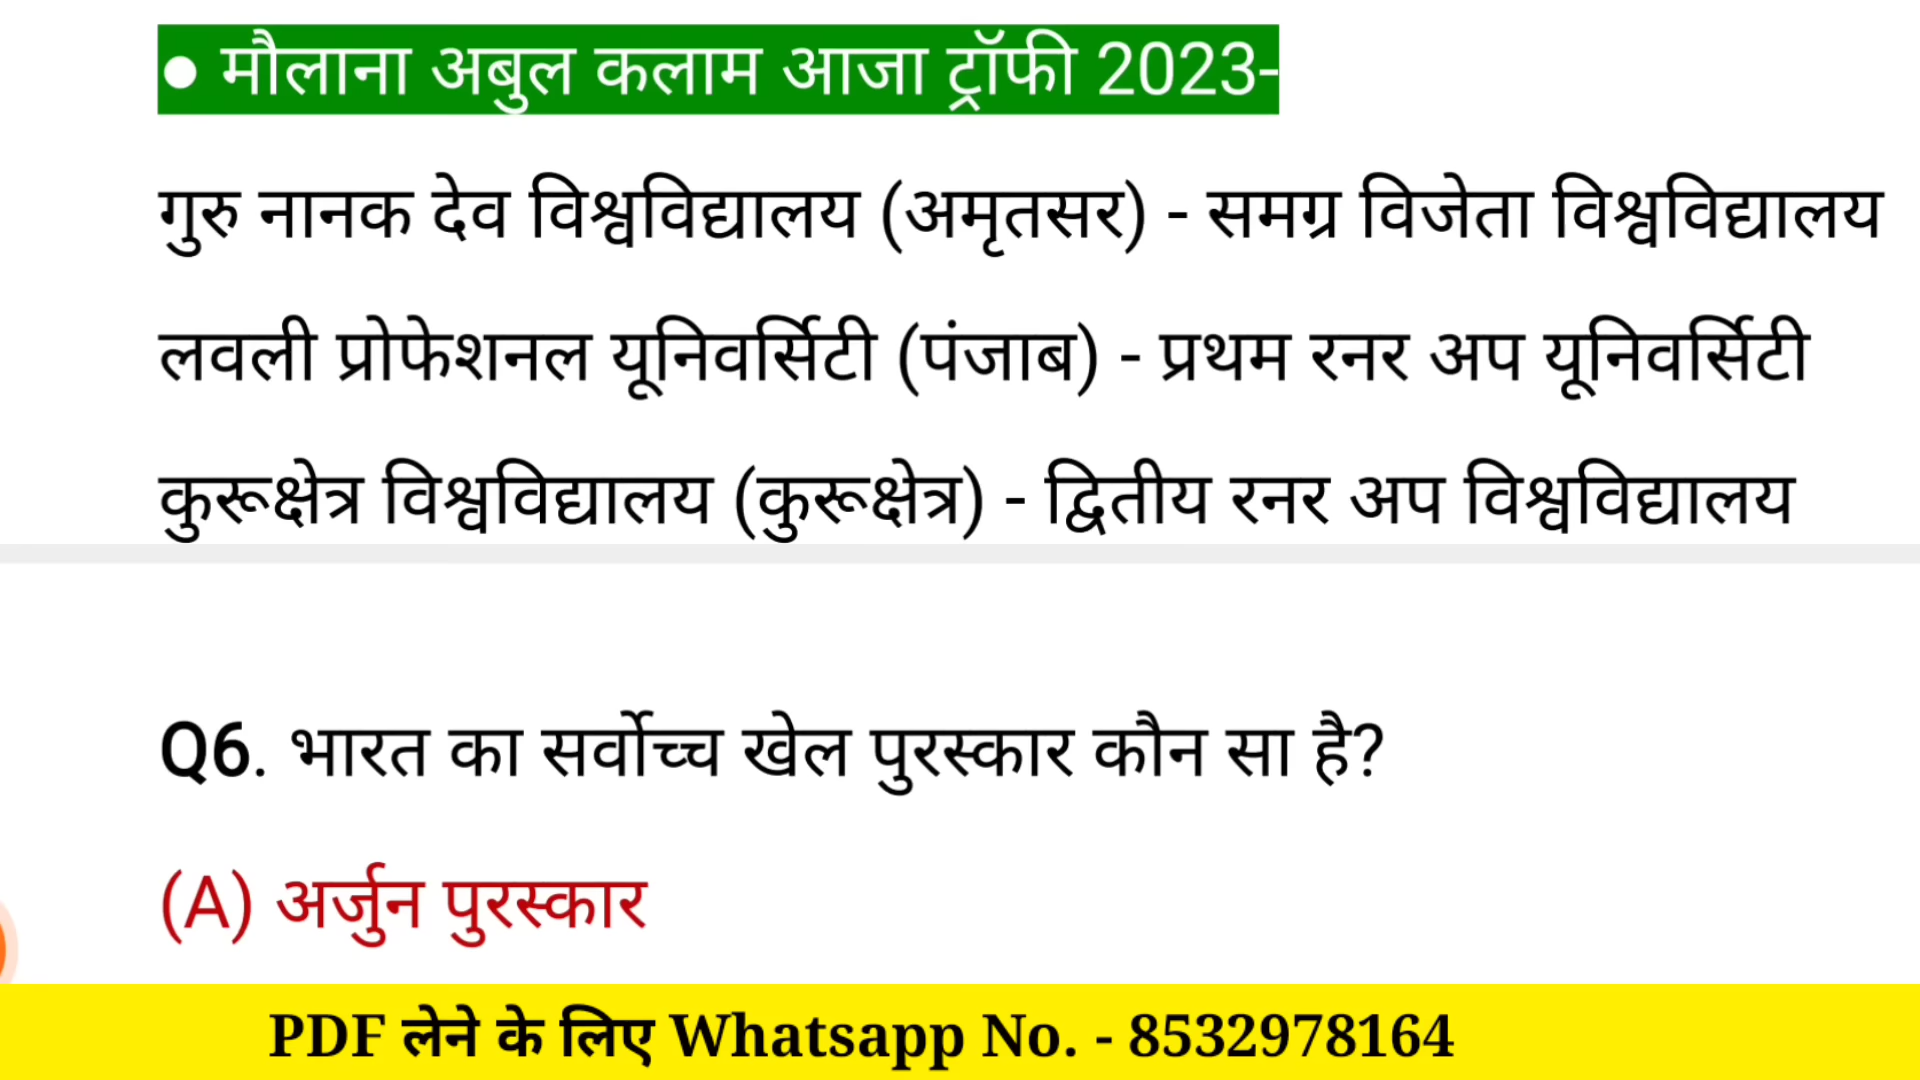 ● मौलाना अबुल कलाम आजा ट्रॉफी 2023-
गुरु नानक देव विश्वविद्यालय (अमृतसर) - समग्र विजेता विश्वविद्यालय
लवली प्रोफेशनल यूनिवर्सिटी (पंजाब) - प्रथम रनर अप यूनिवर्सिटी
कुरूक्षेत्र विश्वविद्यालय (कुरूक्षेत्र) - द्वितीय रनर अप विश्वविद्यालय
Q6. भारत का सर्वोच्च खेल पुरस्कार कौन सा है?
(A) अर्जुन पुरस्कार
PDF लेने के लिए Whatsapp No. - 8532978164